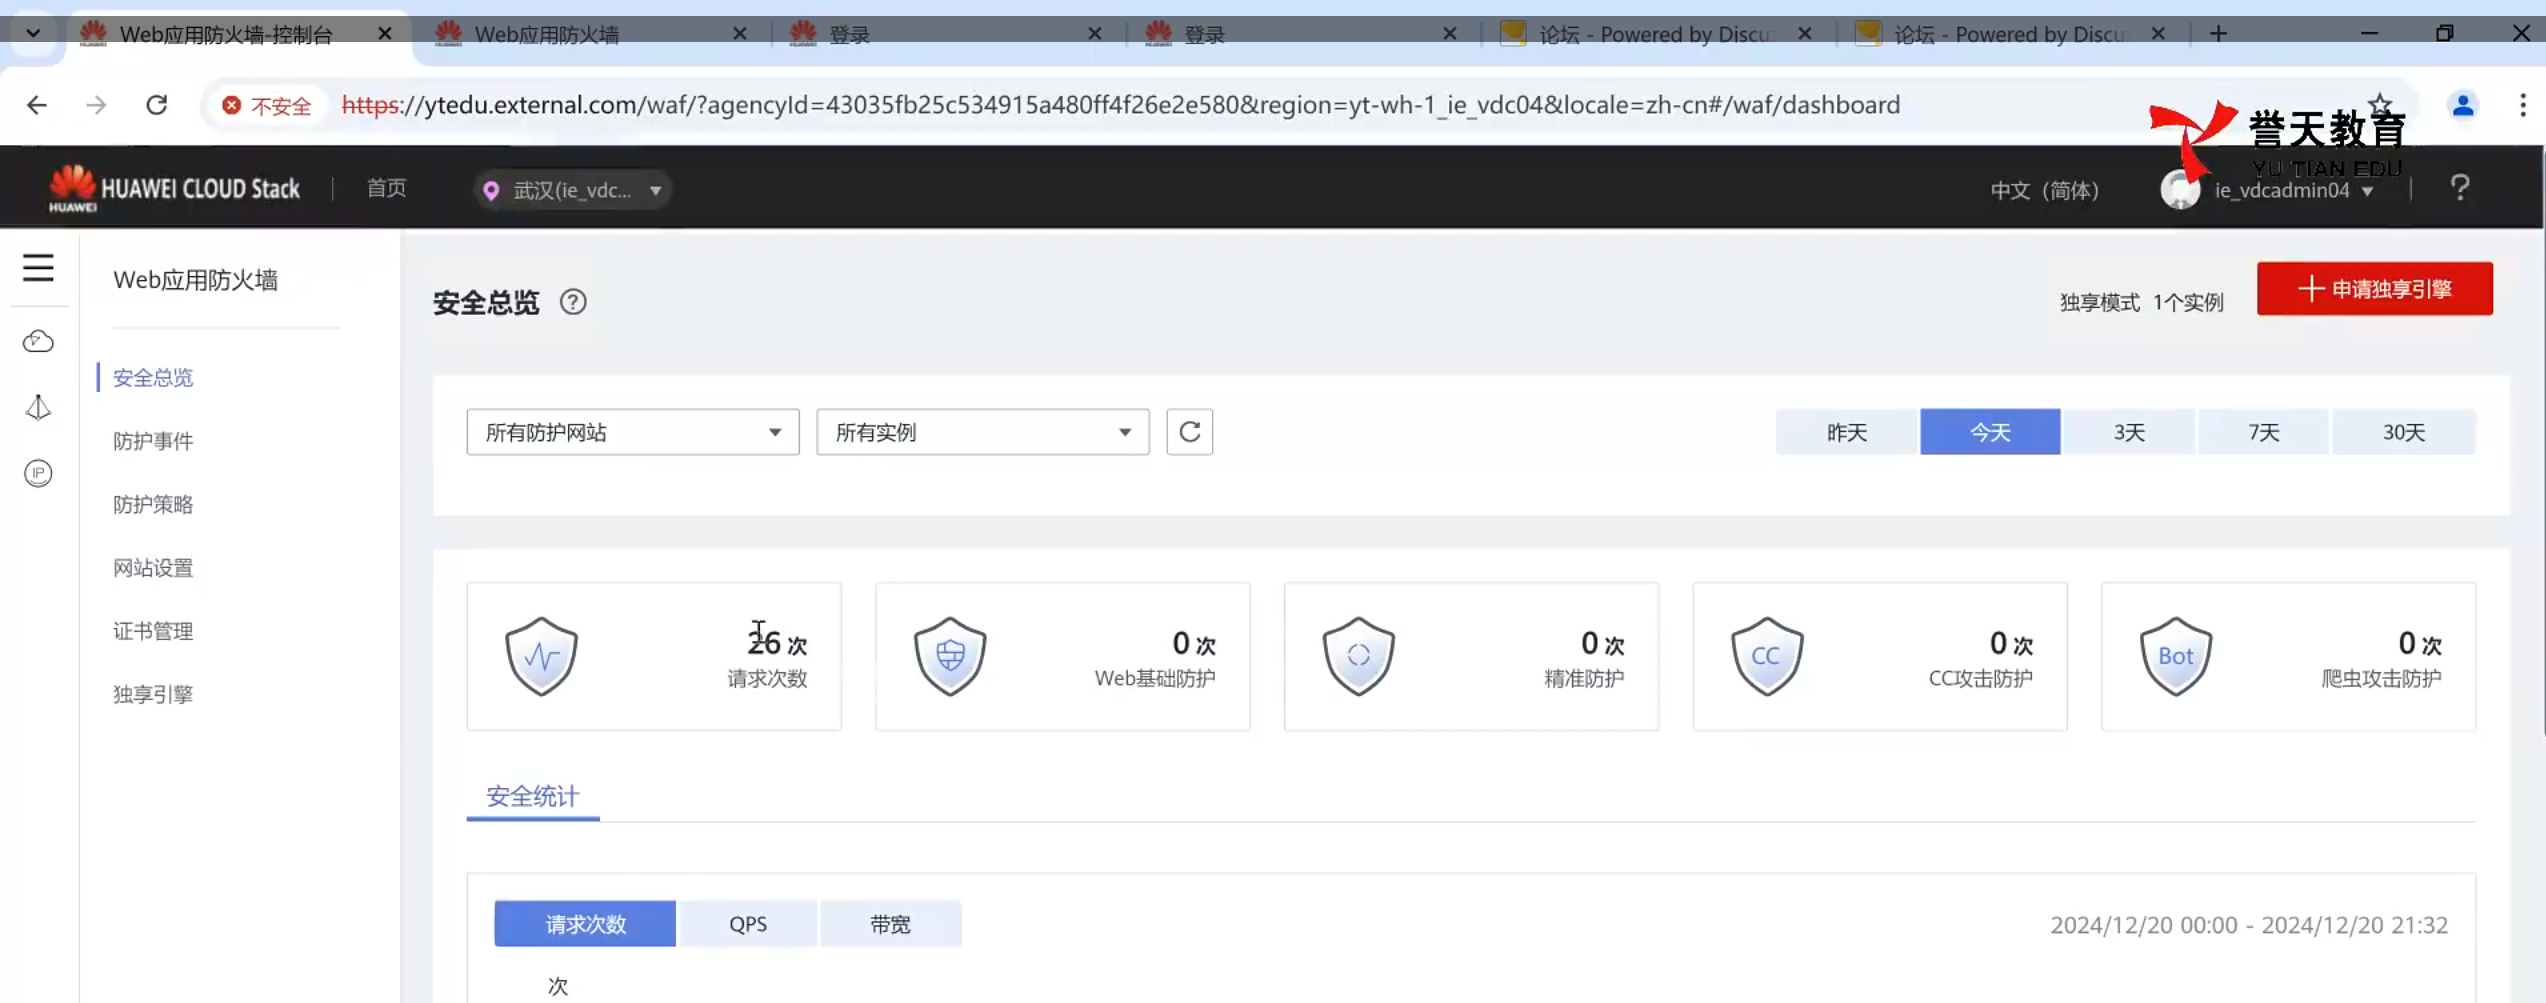 Web应用防火墙-控制台 Web应用防火墙 登录 登录 论坛 - Powered by Discu 论坛 - Powered by Discu
不安全 https://ytedu.external.com/waf/?agencyId=43035fb25c534915a480ff4f26e2e580&region=yt-wh-1_ie_vdc04&locale=zh-cn#/waf/dashboard
誉天教育
YU TIAN EDU
HUAWEI HUAWEI CLOUD Stack 首页 武汉(ie_vdc... 中文（简体） ie_vdcadmin04 ?
Web应用防火墙
安全总览
防护事件
防护策略
网站设置
证书管理
独享引擎
IP
安全总览 ? 独享模式 1个实例 申请独享引擎
所有防护网站 所有实例 昨天 今天 3天 7天 30天
26 次
请求次数
0 次
Web基础防护
0 次
精准防护
CC
0 次
CC攻击防护
Bot
0 次
爬虫攻击防护
安全统计
请求次数 QPS 带宽 2024/12/20 00:00 - 2024/12/20 21:32
次